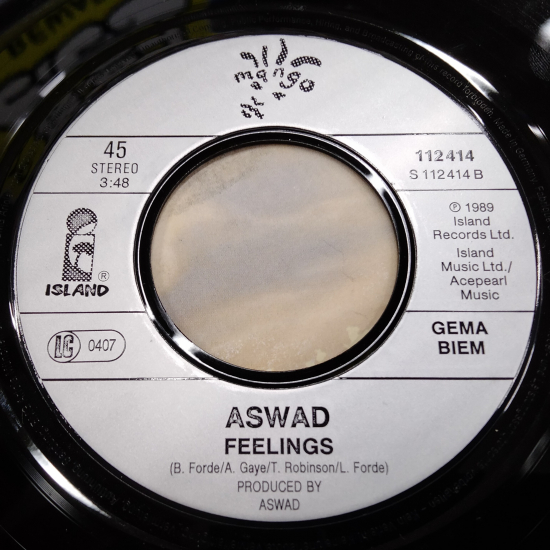 mango
45
STEREO
3:48
112414
S 112414 B
℗ 1989
Island
Records Ltd.
Island
Music Ltd./
Acepearl
Music
ISLAND®
LC 0407
GEMA
BIEM
ASWAD
FEELINGS
(B. Forde/A. Gaye/T. Robinson/L. Forde)
PRODUCED BY
ASWAD